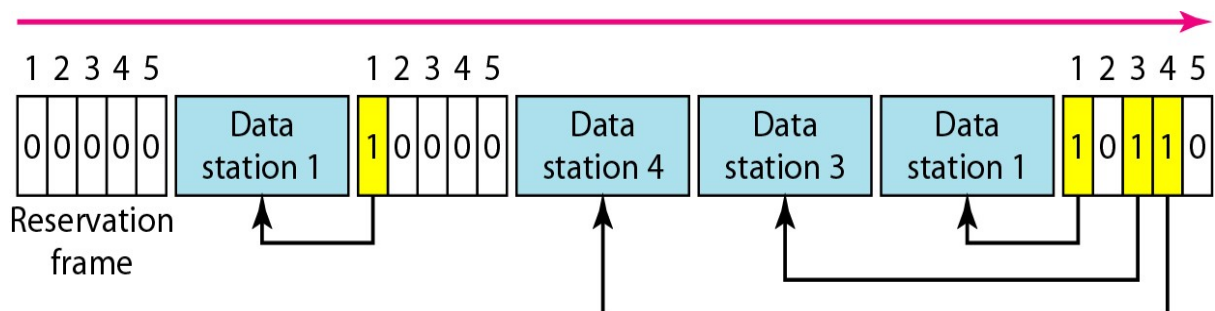 1 2 3 4 5
1 2 3 4 5
1 2 3 4 5
0 0 0 0 0
Data
station 1
1 0 0 0 0
Data
station 4
Data
station 3
Data
station 1
1 0 1 1 0
Reservation
frame